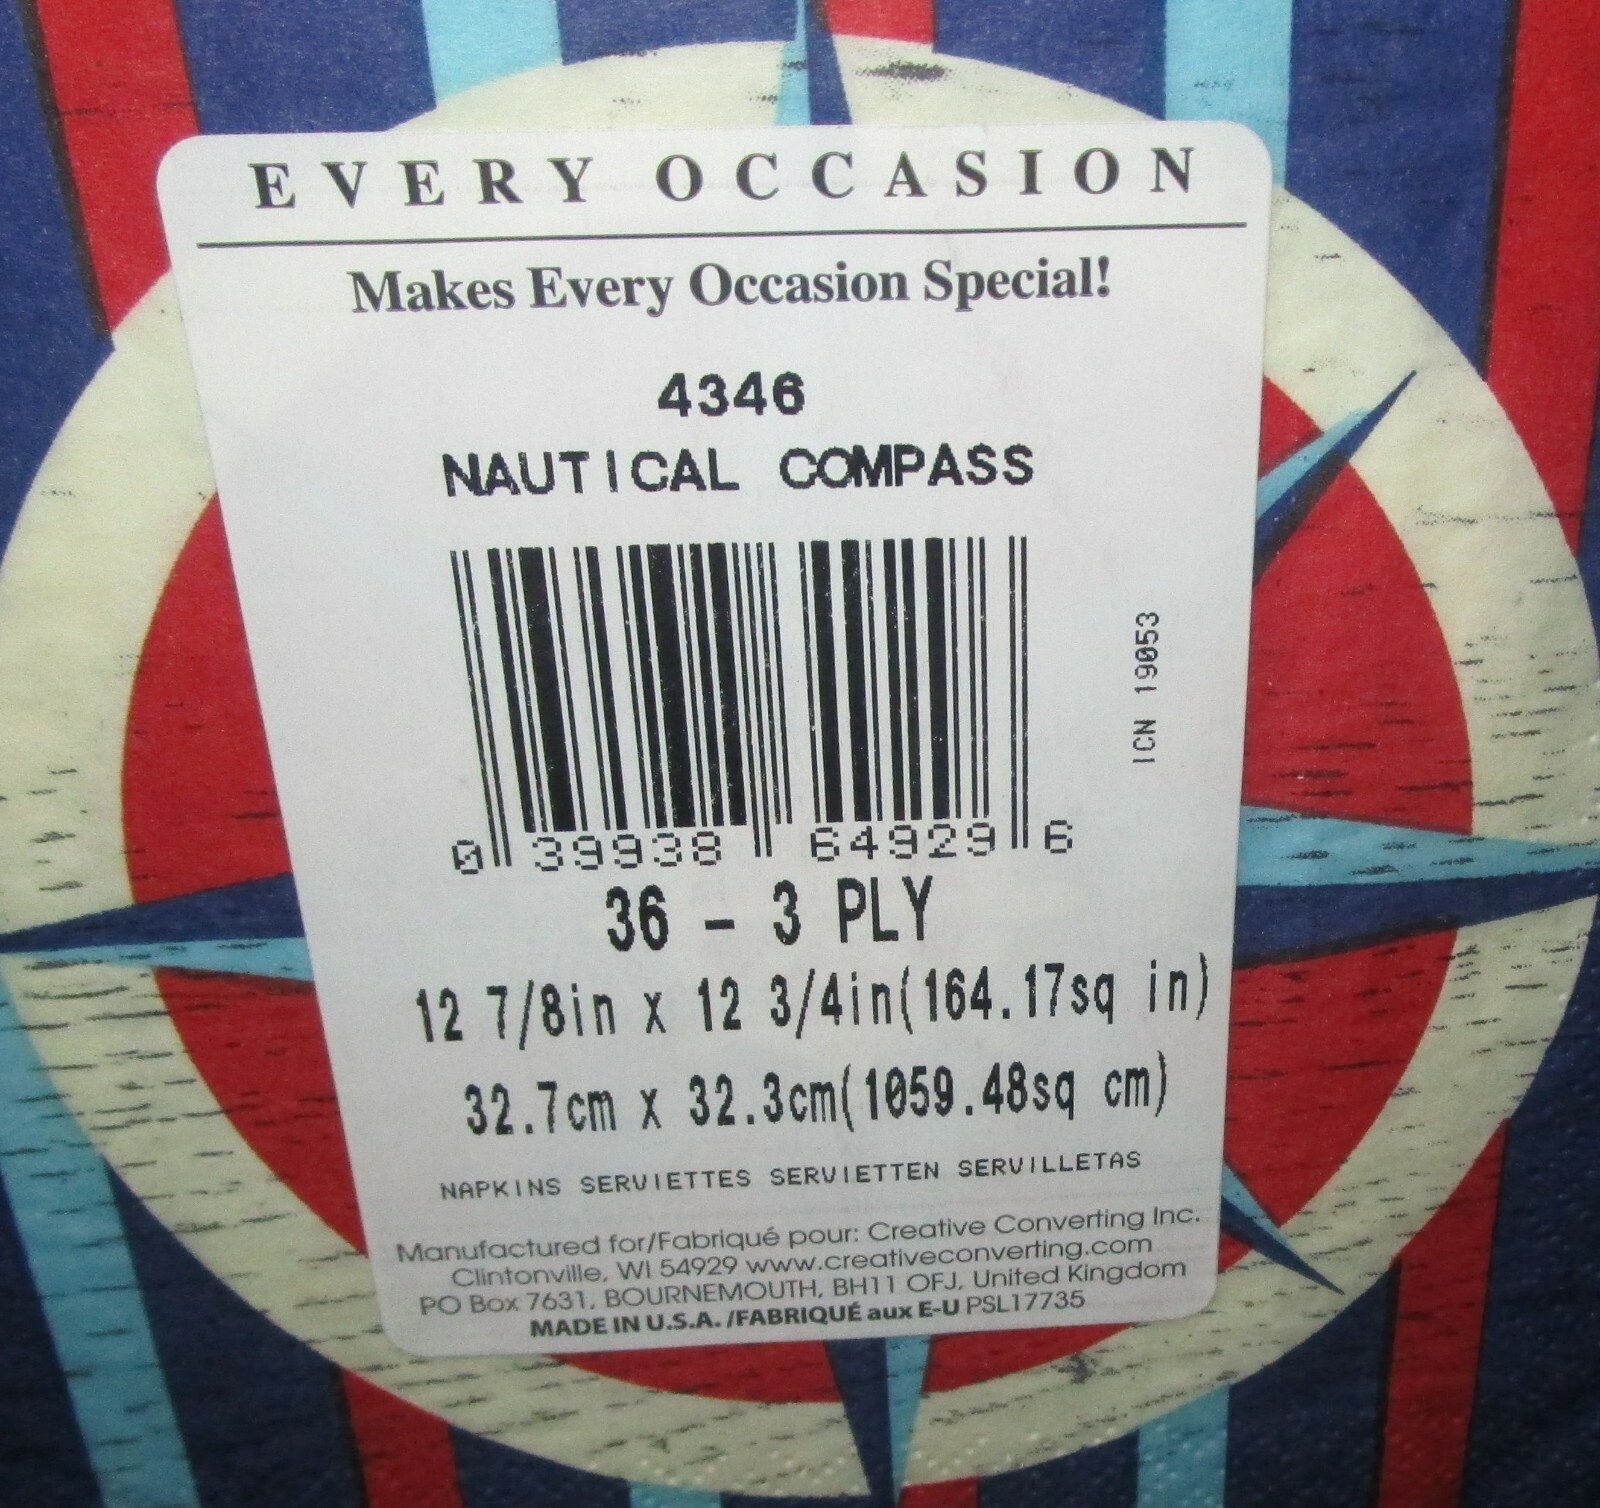 EVERY OCCASION
Makes Every Occasion Special!
4346
NAUTICAL COMPASS
ICN 19053
0 39938 64929 6
36 - 3 PLY
12 7/8in x 12 3/4in(164.17sq in)
32.7cm x 32.3cm(1059.48sq cm)
NAPKINS SERVIETTES SERVIETTEN SERVILLETAS
Manufactured for/Fabriqué pour: Creative Converting Inc.
Clintonville, WI 54929 www.creativeconverting.com
PO Box 7631, BOURNEMOUTH, BH11 OFJ, United Kingdom
MADE IN U.S.A. /FABRIQUÉ aux E-U PSL17735